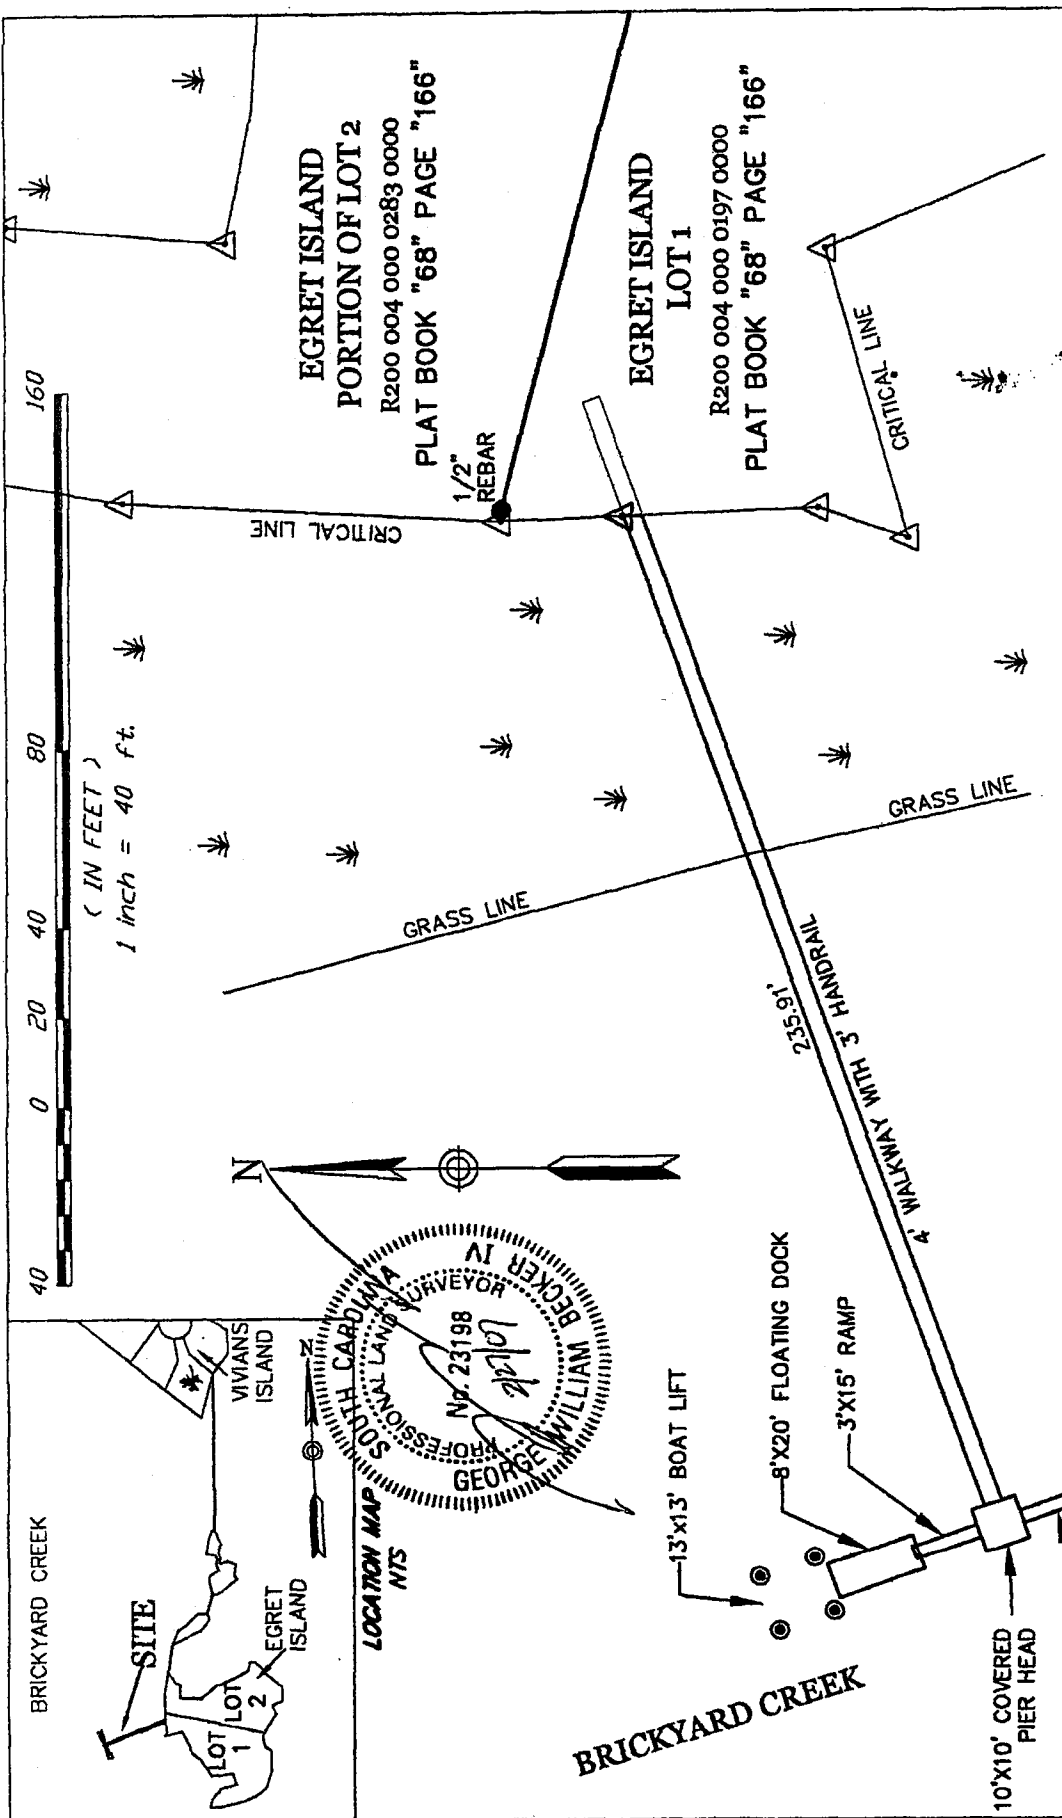 40
0
20
40
80
160
( IN FEET )
1 inch = 40 ft.
BRICKYARD CREEK
SITE
LOT
1
LOT
2
EGRET
ISLAND
VIVIANS
ISLAND
N
LOCATION MAP
NTS
N
SOUTH CAROLINA
PROFESSIONAL LAND SURVEYOR
No. 23198
2/27/07
GEORGE WILLIAM BECKER IV
EGRET ISLAND
PORTION OF LOT 2
R200 004 000 0283 0000
PLAT BOOK "68" PAGE "166"
1/2"
REBAR
CRITICAL LINE
EGRET ISLAND
LOT 1
R200 004 000 0197 0000
PLAT BOOK "68" PAGE "166"
CRITICAL LINE
GRASS LINE
GRASS LINE
235.91'
4' WALKWAY WITH 3' HANDRAIL
13'x13' BOAT LIFT
8'X20' FLOATING DOCK
3'X15' RAMP
BRICKYARD CREEK
10'X10' COVERED
PIER HEAD